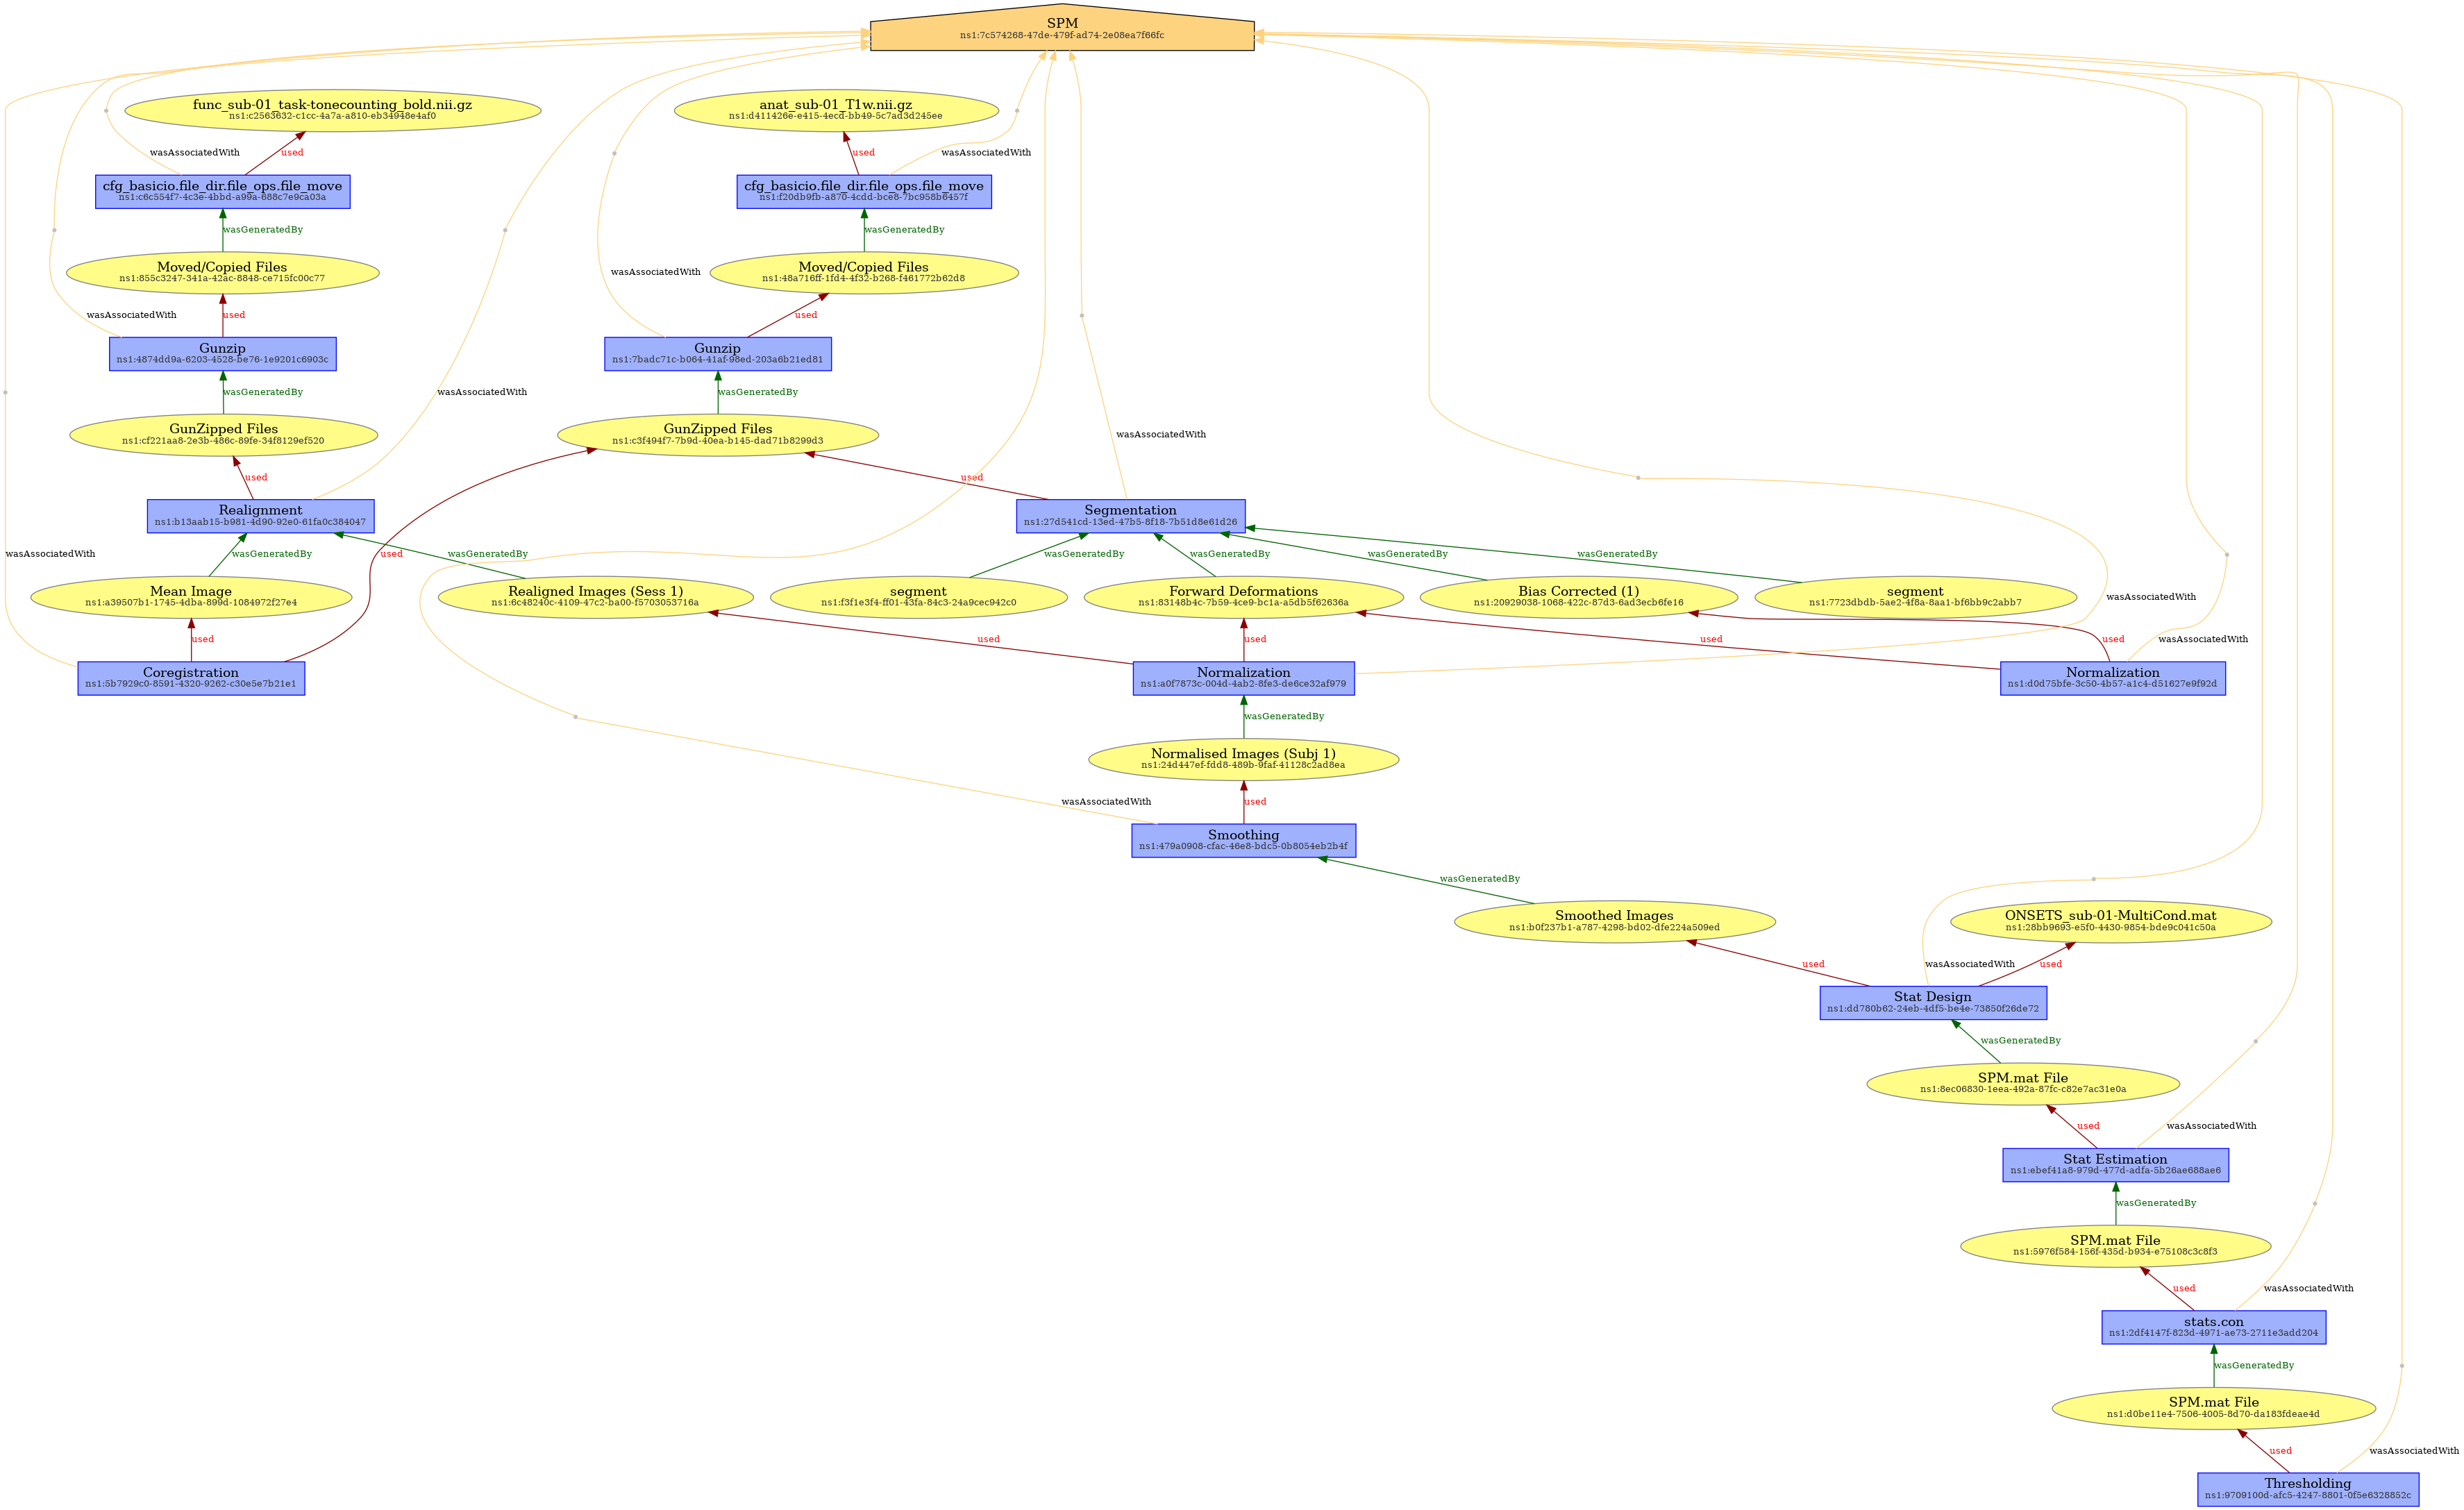 SPM
ns1:7c574268-47de-479f-ad74-2e08ea7f66fc
func_sub-01_task-tonecounting_bold.nii.gz
ns1:c2563632-c1cc-4a7a-a810-eb34948e4af0
anat_sub-01_T1w.nii.gz
ns1:d411426e-e415-4ecd-bb49-5c7ad3d245ee
wasAssociatedWith
used
used
wasAssociatedWith
cfg_basicio.file_dir.file_ops.file_move
ns1:c6c554f7-4c3e-4bbd-a99a-688c7e9ca03a
cfg_basicio.file_dir.file_ops.file_move
ns1:f20db9fb-a870-4cdd-bce8-7bc958b6457f
wasGeneratedBy
wasGeneratedBy
Moved/Copied Files
ns1:855c3247-341a-42ac-8848-ce715fc00c77
wasAssociatedWith
Moved/Copied Files
ns1:48a716ff-1fd4-4f32-b268-f461772b62d8
wasAssociatedWith
used
used
Gunzip
ns1:4874dd9a-6203-4528-be76-1e9201c6903c
Gunzip
ns1:7badc71c-b064-41af-98ed-203a6b21ed81
wasGeneratedBy
wasAssociatedWith
wasGeneratedBy
GunZipped Files
ns1:cf221aa8-2e3b-486c-89fe-34f8129ef520
GunZipped Files
ns1:c3f494f7-7b9d-40ea-b145-dad71b8299d3
wasAssociatedWith
used
used
Realignment
ns1:b13aab15-b981-4d90-92e0-61fa0c384047
Segmentation
ns1:27d541cd-13ed-47b5-8f18-7b51d8e61d26
wasAssociatedWith
wasGeneratedBy
used
wasGeneratedBy
wasGeneratedBy
wasGeneratedBy
wasGeneratedBy
wasGeneratedBy
Mean Image
ns1:a39507b1-1745-4dba-899d-1084972f27e4
Realigned Images (Sess 1)
ns1:6c48240c-4109-47c2-ba00-f5703053716a
segment
ns1:f3f1e3f4-ff01-43fa-84c3-24a9cec942c0
Forward Deformations
ns1:83148b4c-7b59-4ce9-bc1a-a5db5f62636a
Bias Corrected (1)
ns1:20929038-1068-422c-87d3-6ad3ecb6fe16
segment
ns1:7723dbdb-5ae2-4f8a-8aa1-bf6bb9c2abb7
wasAssociatedWith
used
used
used
used
used
wasAssociatedWith
Coregistration
ns1:5b7929c0-8591-4320-9262-c30e5e7b21e1
Normalization
ns1:a0f7873c-004d-4ab2-8fe3-de6ce32af979
Normalization
ns1:d0d75bfe-3c50-4b57-a1c4-d51627e9f92d
wasGeneratedBy
Normalised Images (Subj 1)
ns1:24d447ef-fdd8-489b-9faf-41128c2ad8ea
wasAssociatedWith
used
Smoothing
ns1:479a0908-cfac-46e8-bdc5-0b8054eb2b4f
wasGeneratedBy
Smoothed Images
ns1:b0f237b1-a787-4298-bd02-dfe224a509ed
ONSETS_sub-01-MultiCond.mat
ns1:28bb9693-e5f0-4430-9854-bde9c041c50a
used
wasAssociatedWith
used
Stat Design
ns1:dd780b62-24eb-4df5-be4e-73850f26de72
wasGeneratedBy
SPM.mat File
ns1:8ec06830-1eea-492a-87fc-c82e7ac31e0a
used
wasAssociatedWith
Stat Estimation
ns1:ebef41a8-979d-477d-adfa-5b26ae688ae6
wasGeneratedBy
SPM.mat File
ns1:5976f584-156f-435d-b934-e75108c3c8f3
used
wasAssociatedWith
stats.con
ns1:2df4147f-823d-4971-ae73-2711e3add204
wasGeneratedBy
SPM.mat File
ns1:d0be11e4-7506-4005-8d70-da183fdeae4d
used
wasAssociatedWith
Thresholding
ns1:9709100d-afc5-4247-8801-0f5e6328852c